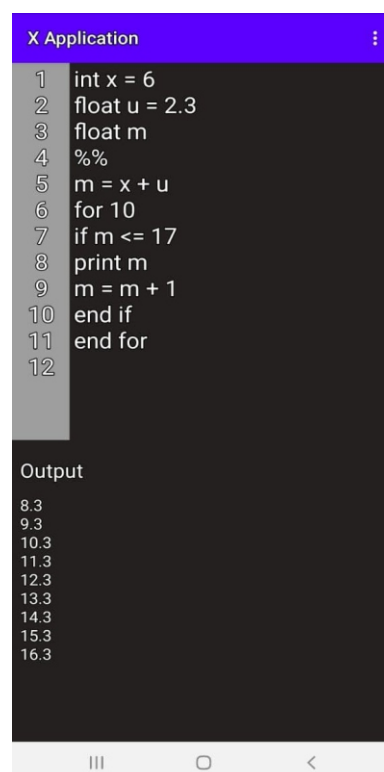 X Application
1 int x = 6
2 float u = 2.3
3 float m
4 %%
5 m = x + u
6 for 10
7 if m <= 17
8 print m
9 m = m + 1
10 end if
11 end for
12
Output
8.3
9.3
10.3
11.3
12.3
13.3
14.3
15.3
16.3